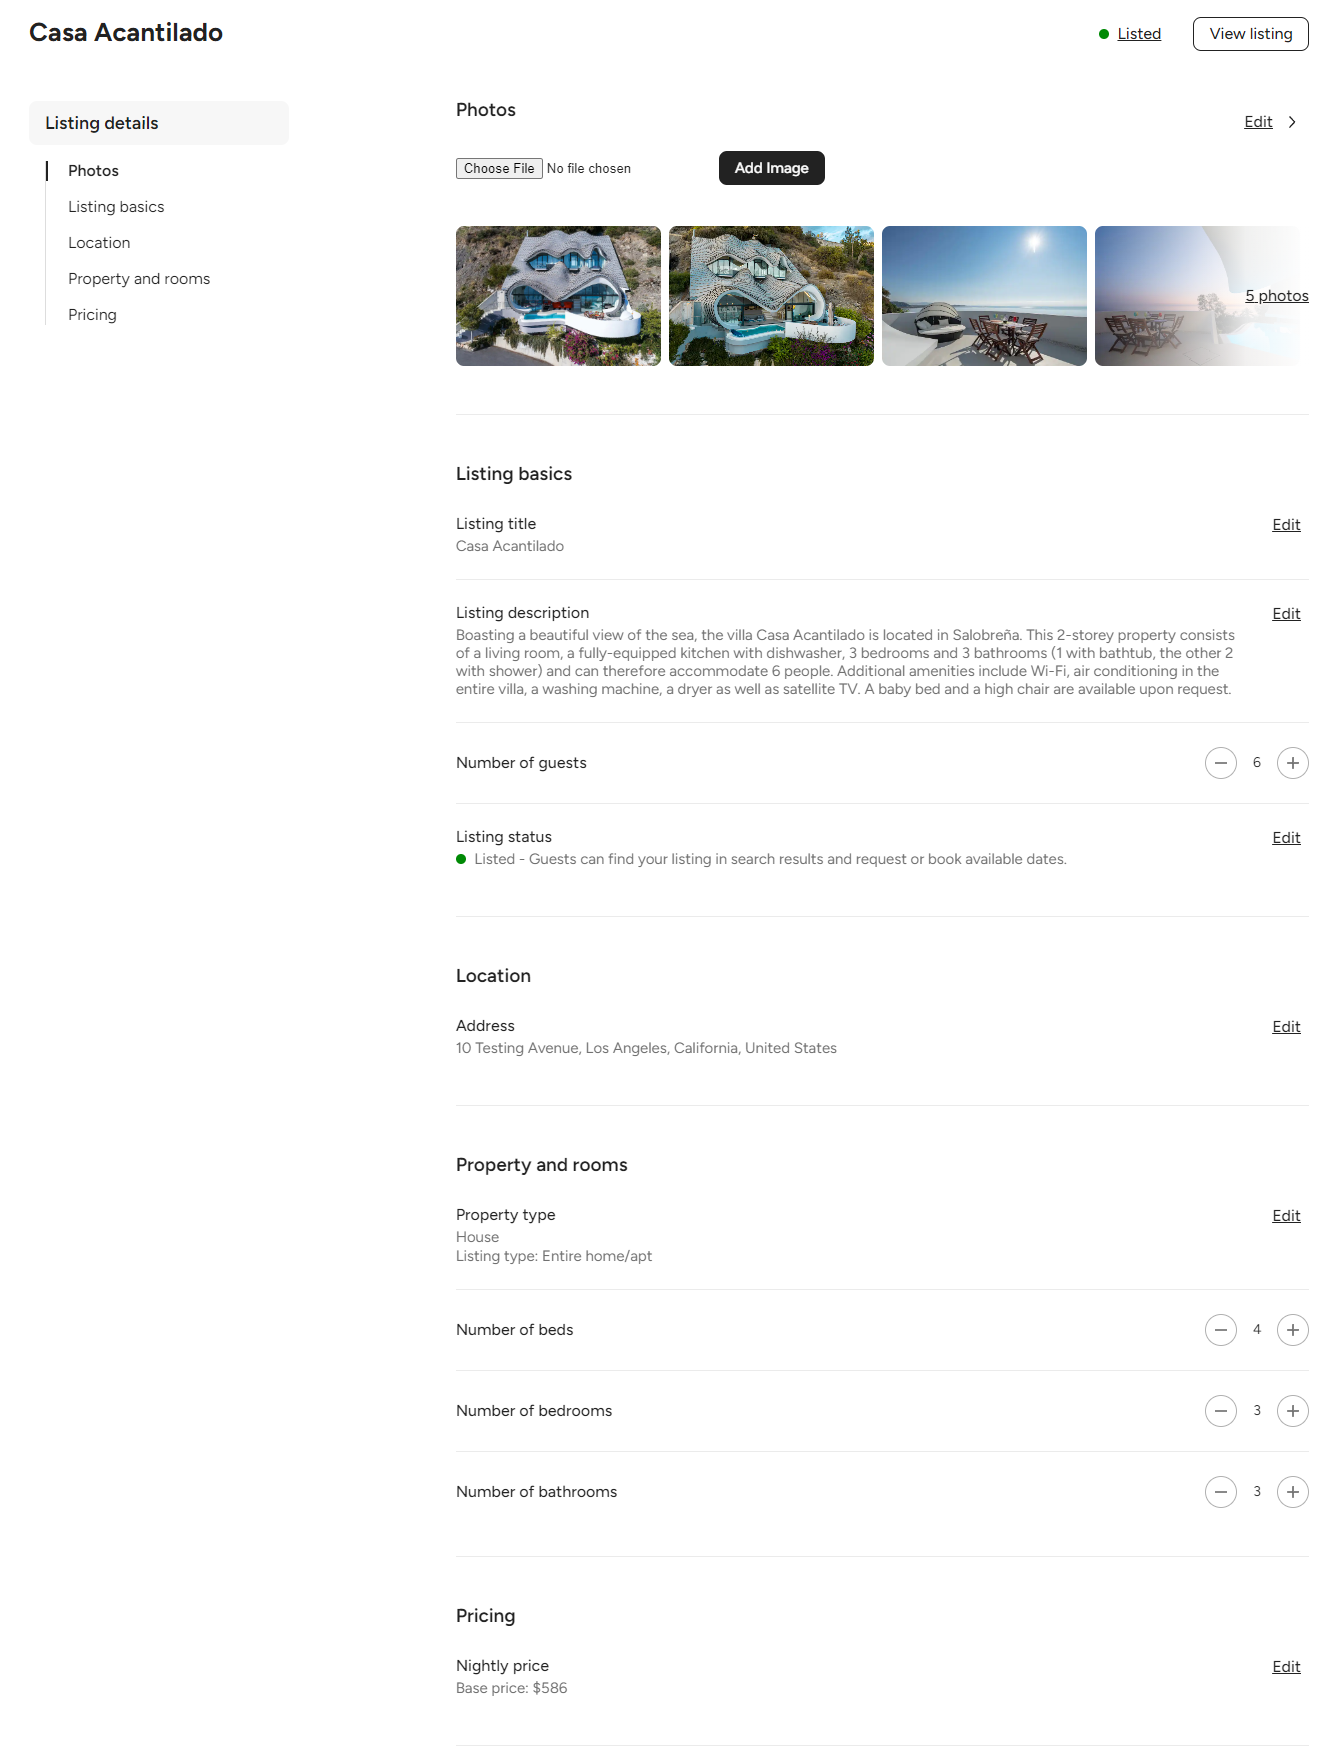 Casa Acantilado
Listed
View listing
Listing details
Photos
Listing basics
Location
Property and rooms
Pricing
Photos
Edit
Choose File No file chosen
Add Image
5 photos
Listing basics
Listing title
Edit
Casa Acantilado
Listing description
Edit
Boasting a beautiful view of the sea, the villa Casa Acantilado is located in Salobreña. This 2-storey property consists
of a living room, a fully-equipped kitchen with dishwasher, 3 bedrooms and 3 bathrooms (1 with bathtub, the other 2
with shower) and can therefore accommodate 6 people. Additional amenities include Wi-Fi, air conditioning in the
entire villa, a washing machine, a dryer as well as satellite TV. A baby bed and a high chair are available upon request.
Number of guests
6
Listing status
Edit
Listed - Guests can find your listing in search results and request or book available dates.
Location
Address
Edit
10 Testing Avenue, Los Angeles, California, United States
Property and rooms
Property type
Edit
House
Listing type: Entire home/apt
Number of beds
4
Number of bedrooms
3
Number of bathrooms
3
Pricing
Nightly price
Edit
Base price: $586